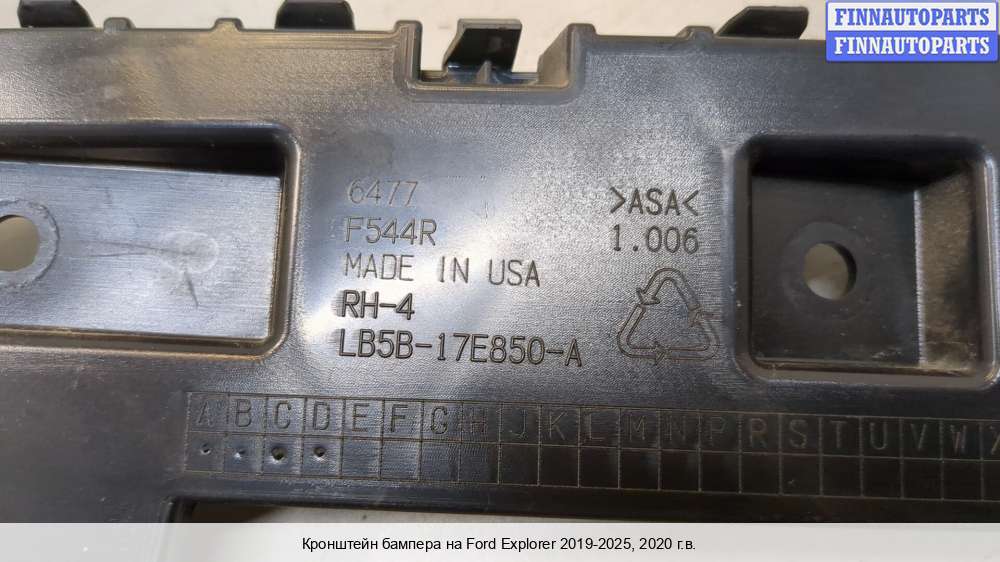 FINNAUTOPARTS
FINNAUTOPARTS
6477
F544R
MADE IN USA
RH-4
LB5B-17E850-A
>ASA<
1.006
A B C D E F G H J K L M N P R S T U V W X
Кронштейн бампера на Ford Explorer 2019-2025, 2020 г.в.